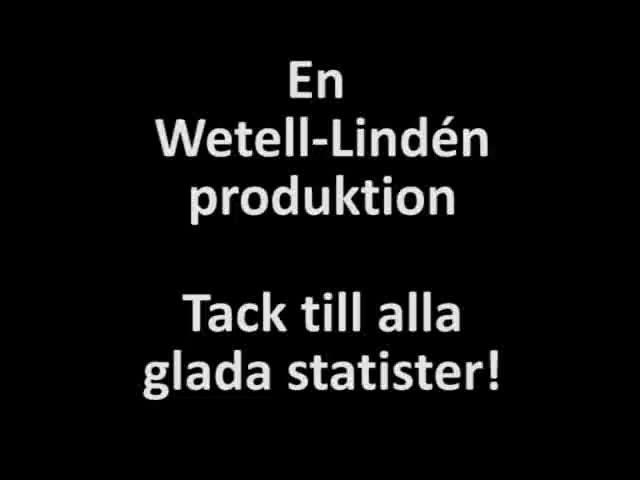 En
Wetell-Lindén
produktion
Tack till alla
glada statister!